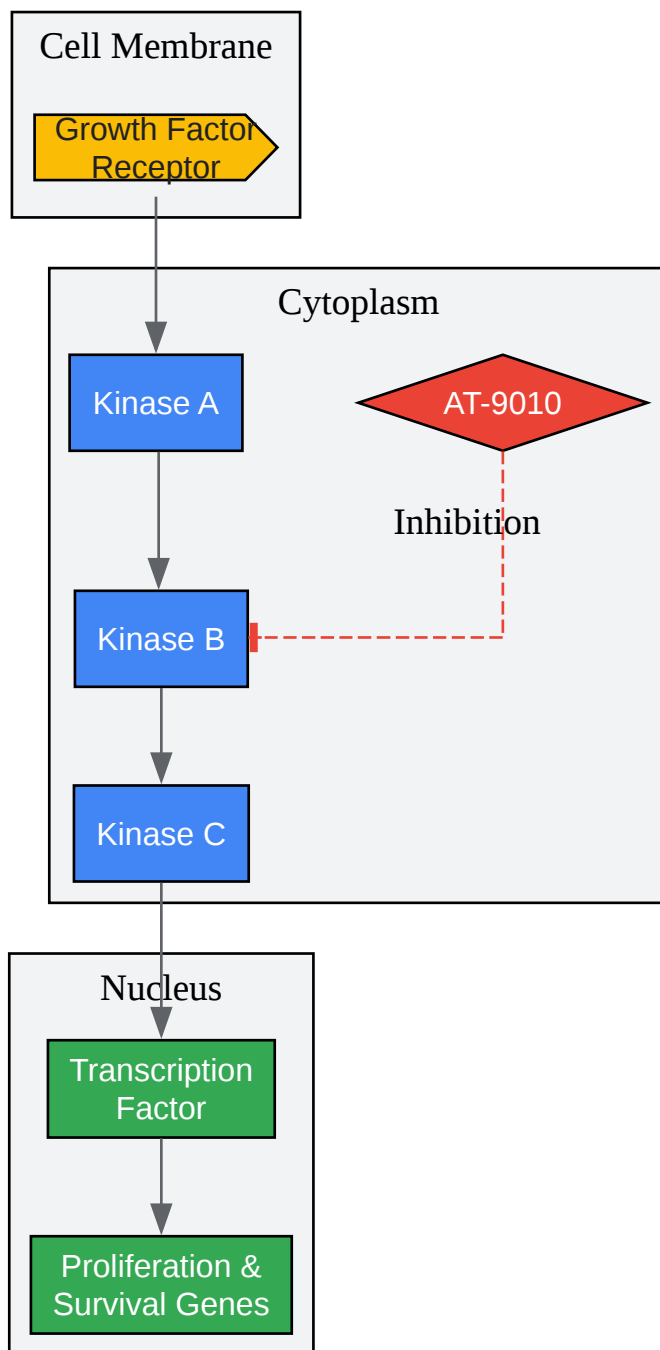 Cell Membrane
Growth Factor
Receptor
Cytoplasm
Kinase A
AT-9010
Inhibition
Kinase B
Kinase C
Nucleus
Transcription
Factor
Proliferation &
Survival Genes